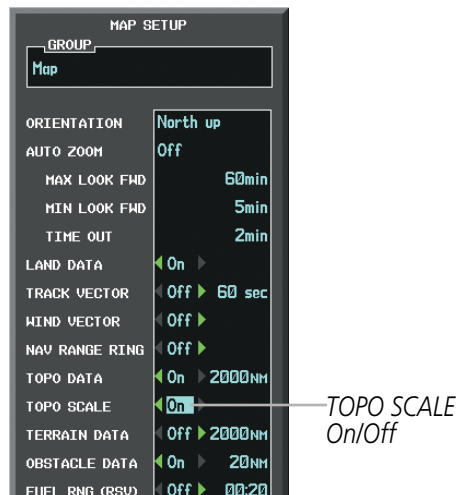 MAP SETUP
GROUP
Map
ORIENTATION North up
AUTO ZOOM Off
MAX LOOK FWD 60min
MIN LOOK FWD 5min
TIME OUT 2min
LAND DATA On
TRACK VECTOR Off 60 sec
WIND VECTOR Off
NAV RANGE RING Off
TOPO DATA On 2000NM
TOPO SCALE On TOPO SCALE
On/Off
TERRAIN DATA Off 2000NM
OBSTACLE DATA On 20NM
FUEL RNG (RSV) Off 00:20